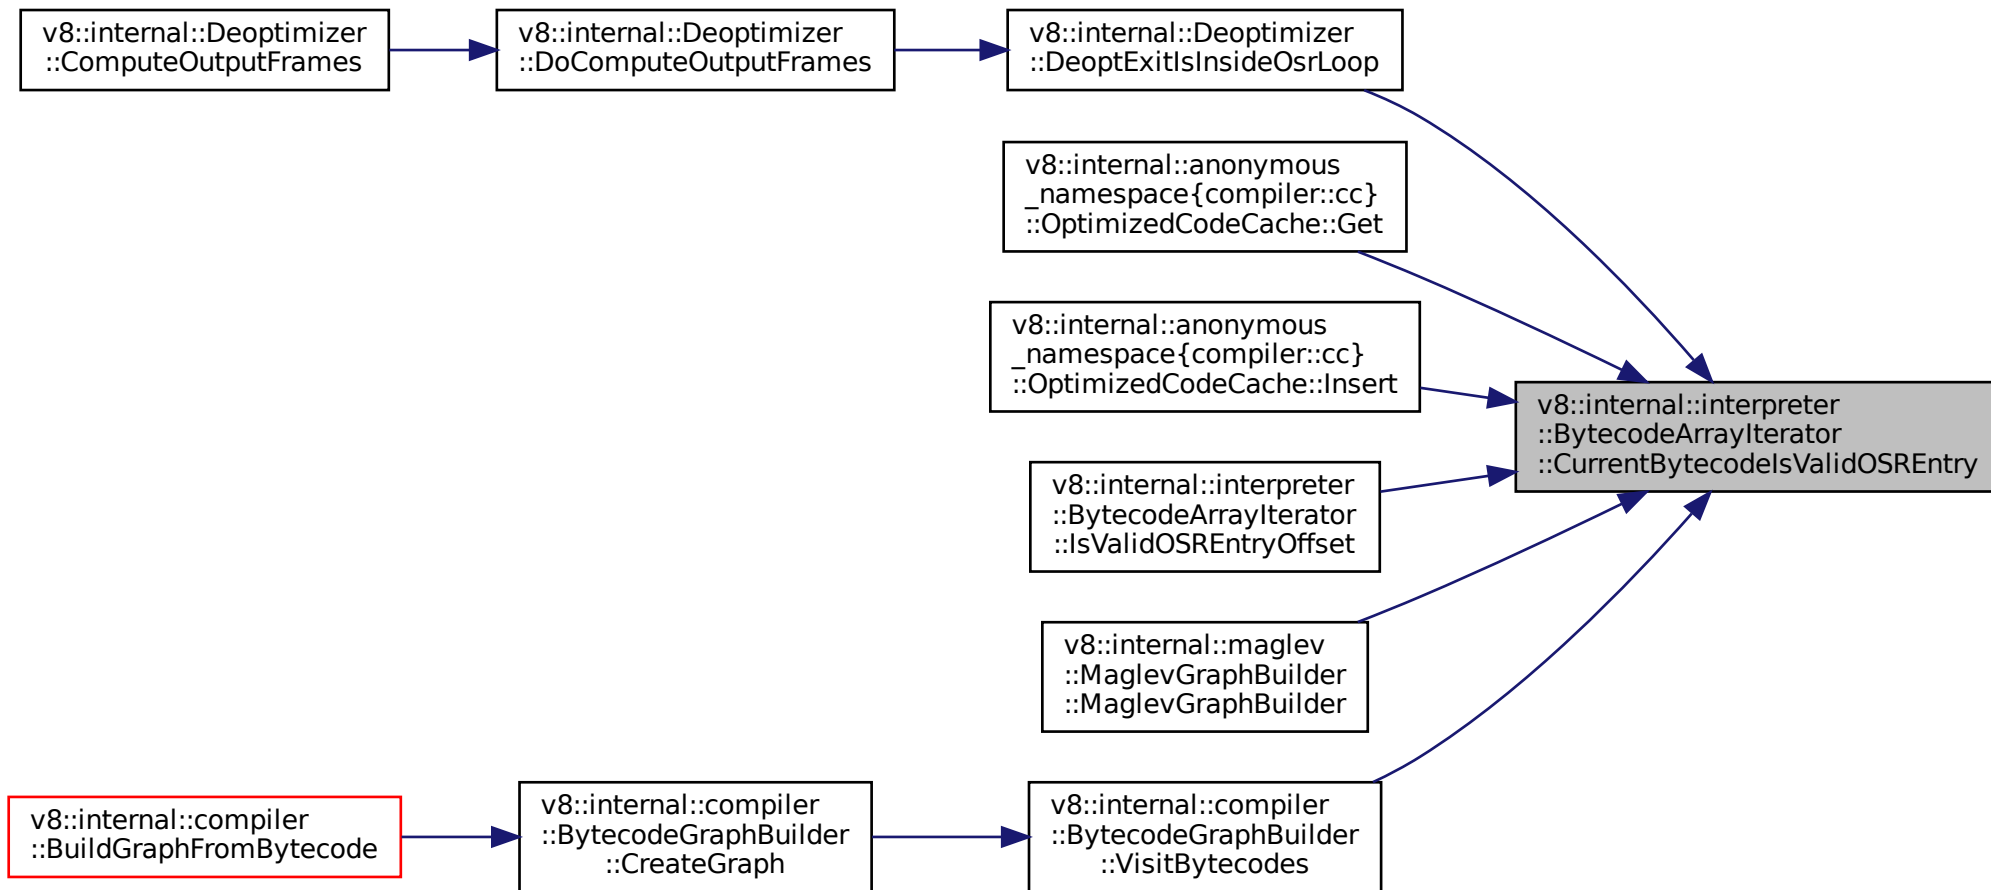 v8::internal::Deoptimizer
::ComputeOutputFrames
v8::internal::Deoptimizer
::DoComputeOutputFrames
v8::internal::Deoptimizer
::DeoptExitIsInsideOsrLoop
v8::internal::anonymous
_namespace{compiler::cc}
::OptimizedCodeCache::Get
v8::internal::anonymous
_namespace{compiler::cc}
::OptimizedCodeCache::Insert
v8::internal::interpreter
::BytecodeArrayIterator
::CurrentBytecodeIsValidOSREntry
v8::internal::interpreter
::BytecodeArrayIterator
::IsValidOSREntryOffset
v8::internal::maglev
::MaglevGraphBuilder
::MaglevGraphBuilder
v8::internal::compiler
::BuildGraphFromBytecode
v8::internal::compiler
::BytecodeGraphBuilder
::CreateGraph
v8::internal::compiler
::BytecodeGraphBuilder
::VisitBytecodes